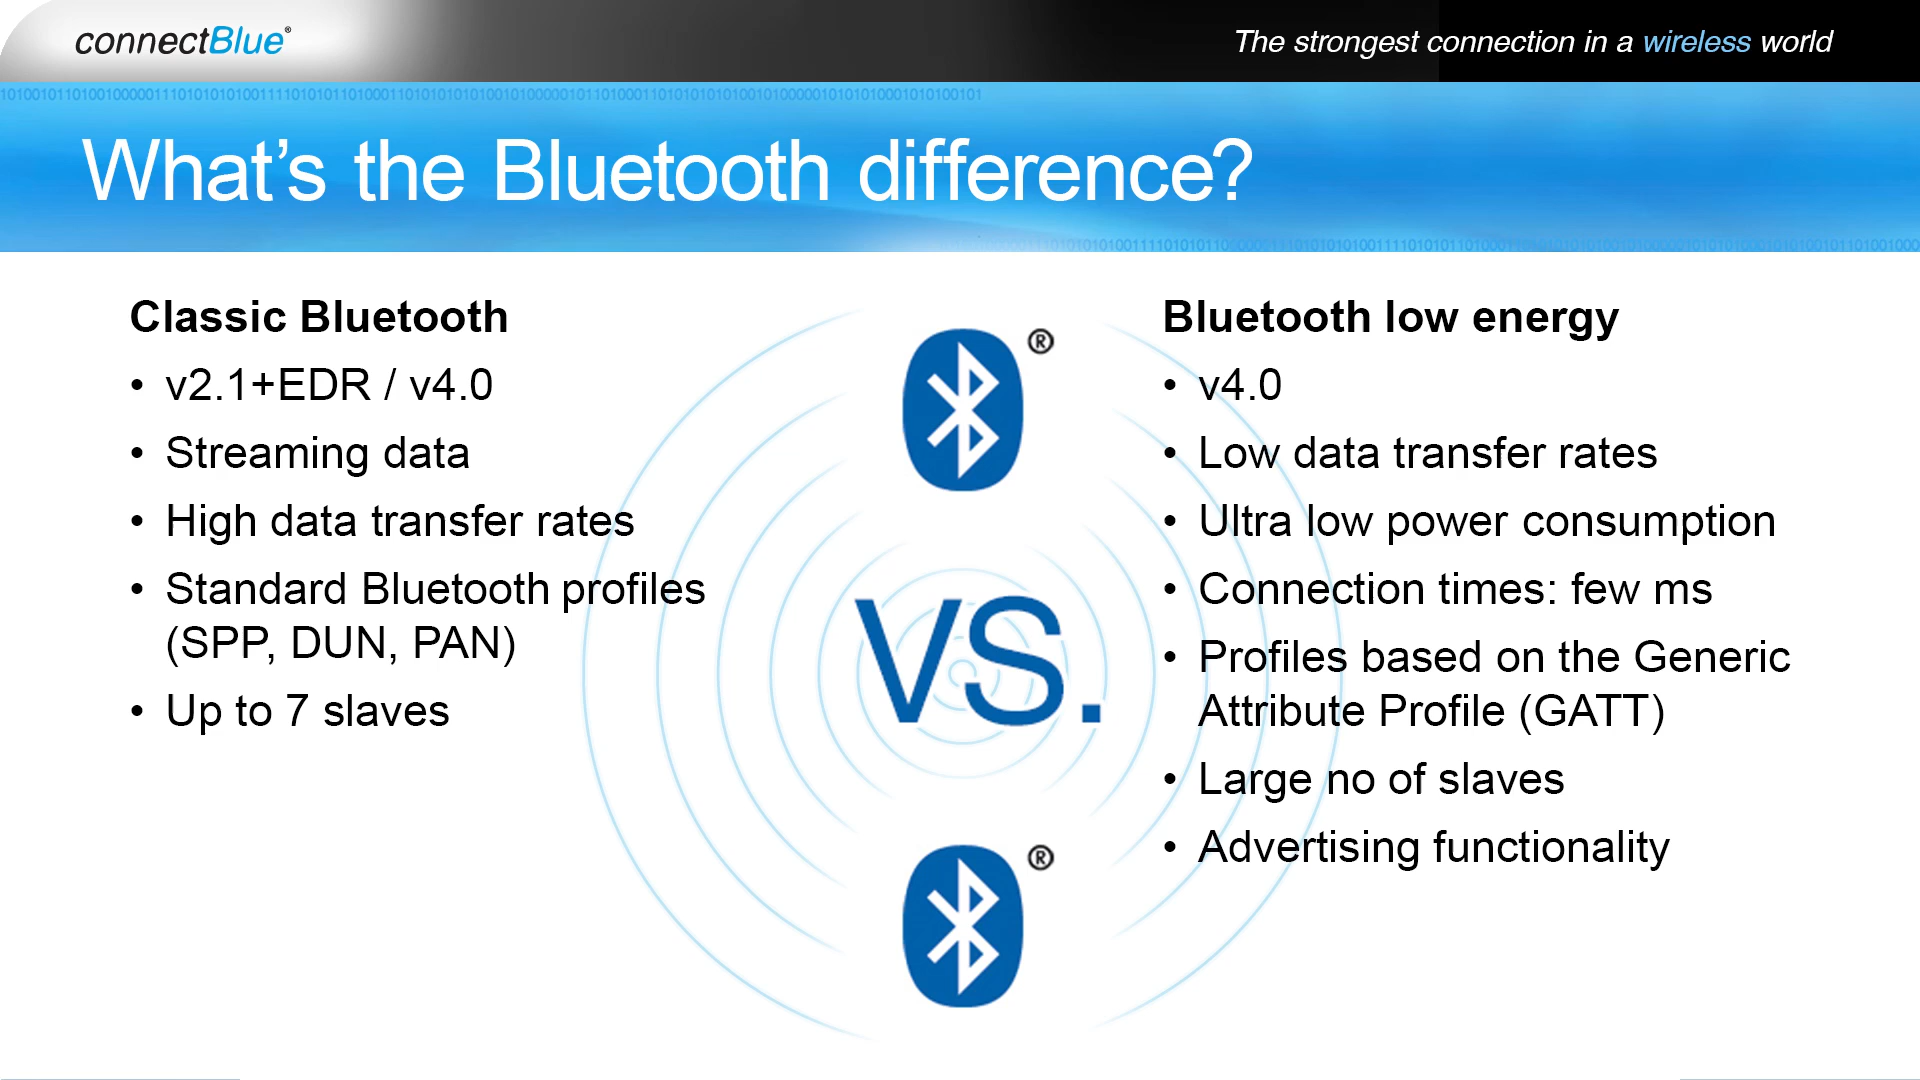 connectBlue®
The strongest connection in a wireless world
What’s the Bluetooth difference?
Classic Bluetooth
• v2.1+EDR / v4.0
• Streaming data
• High data transfer rates
• Standard Bluetooth profiles
(SPP, DUN, PAN)
• Up to 7 slaves
®
VS.
®
Bluetooth low energy
• v4.0
• Low data transfer rates
• Ultra low power consumption
• Connection times: few ms
• Profiles based on the Generic
Attribute Profile (GATT)
• Large no of slaves
• Advertising functionality